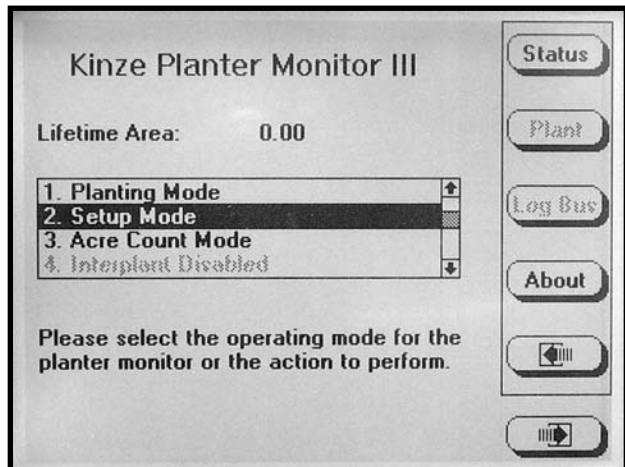 Kinze Planter Monitor III
Lifetime Area: 0.00
1. Planting Mode
2. Setup Mode
3. Acre Count Mode
4. Interplant Disabled
Please select the operating mode for the
planter monitor or the action to perform.
Status
Plant
Log Bus
About